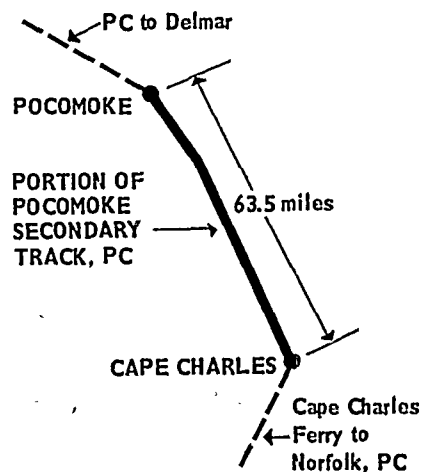 PC to Delmar
POCOMOKE
PORTION OF
POCOMOKE
SECONDARY
TRACK, PC
63.5 miles
CAPE CHARLES
Cape Charles
Ferry to
Norfolk, PC